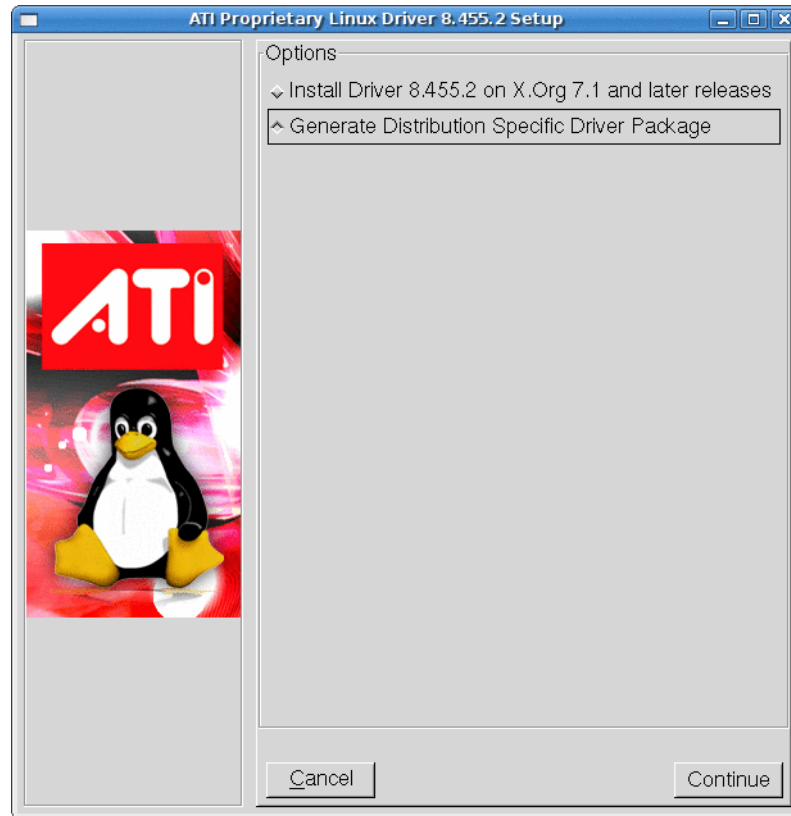 ATI Proprietary Linux Driver 8.455.2 Setup
Options
Install Driver 8.455.2 on X.Org 7.1 and later releases
Generate Distribution Specific Driver Package
ATI
Cancel
Continue